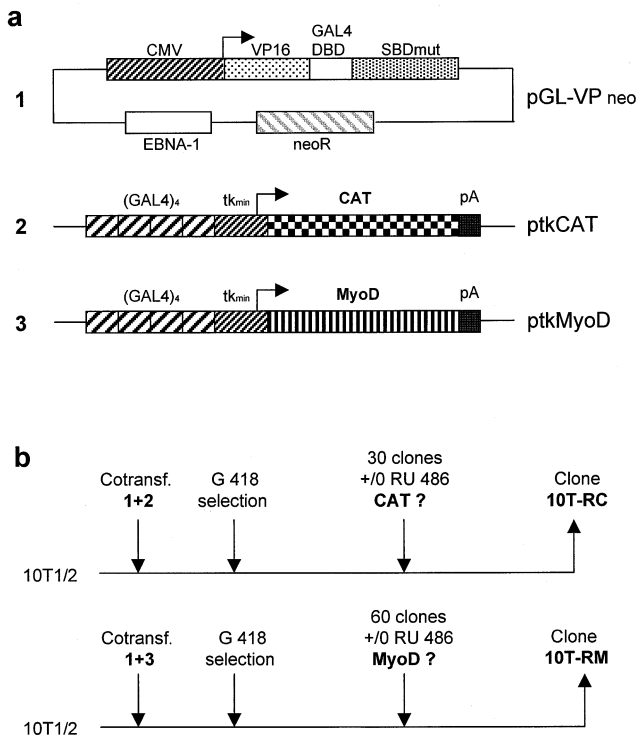 a
GAL4
CMV VP16 DBD SBDmut
1 pGL-VP neo
EBNA-1 neoR
(GAL4)4 tkmin CAT pA
2 ptkCAT
(GAL4)4 tkmin MyoD pA
3 ptkMyoD
b
30 clones
Cotransf. G 418 +/0 RU 486 Clone
1+2 selection CAT ? 10T-RC
10T1/2
60 clones
Cotransf. G 418 +/0 RU 486 Clone
1+3 selection MyoD ? 10T-RM
10T1/2